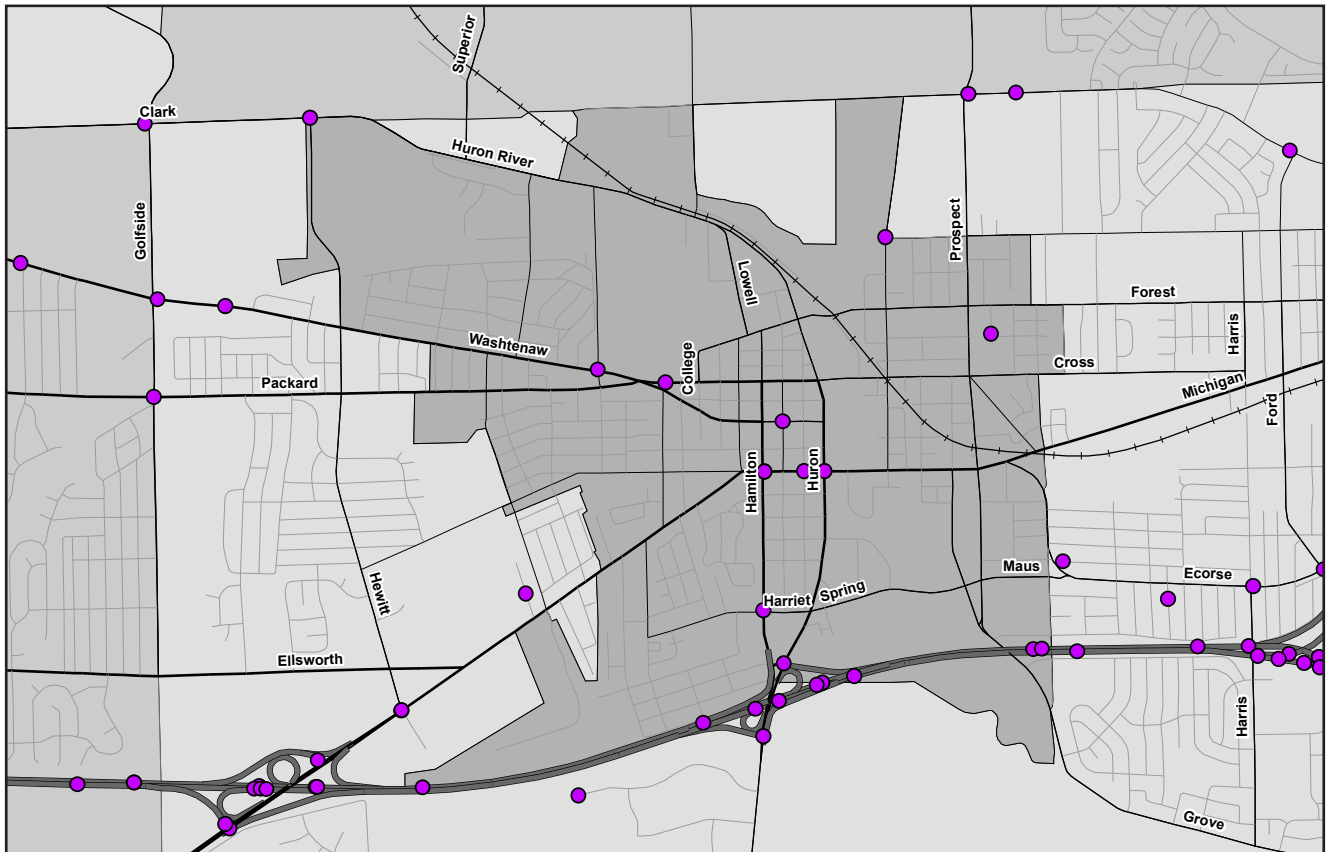 Superior
Clark
Huron River
Golfside
Prospect
Lowell
Forest
Harris
Washtenaw
College
Cross
Packard
Michigan
Ford
Hamilton
Huron
Maus
Ecorse
Hewitt
Harriet
Spring
Ellsworth
Harris
Grove